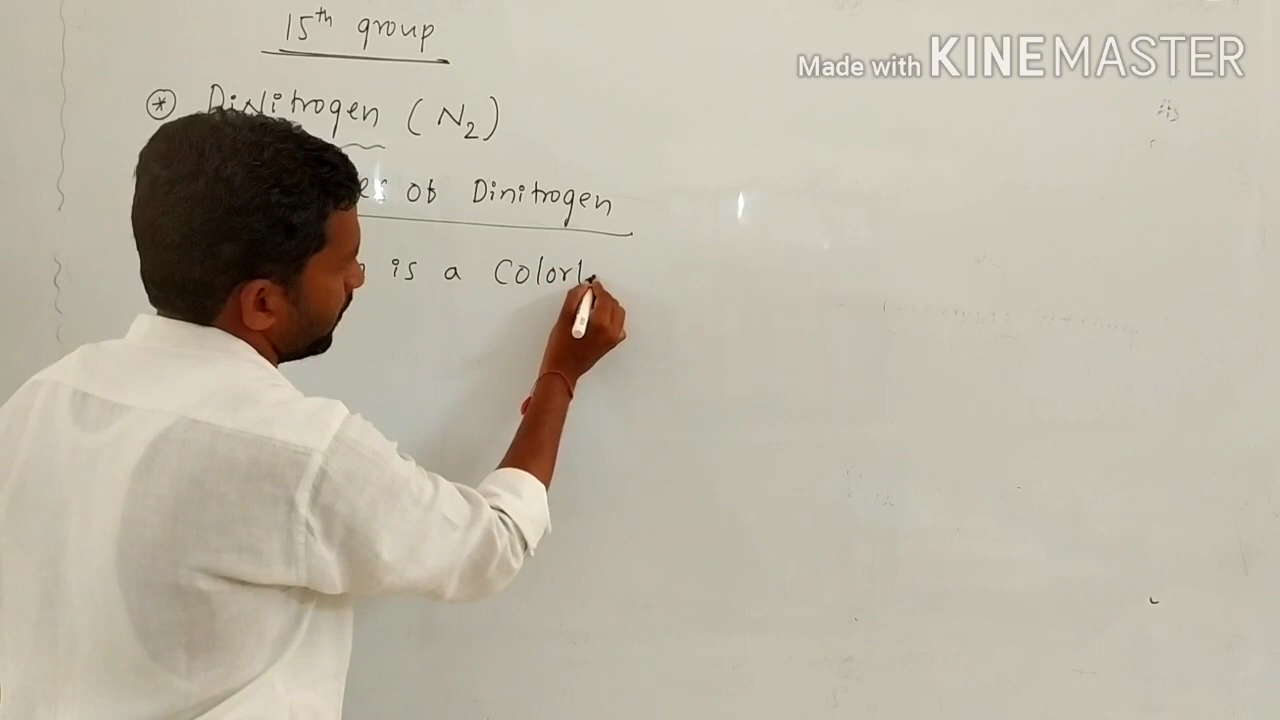 15th group
Made with KINEMASTER
* DiNitrogen (N2)
of Dinitrogen
is a Colorl